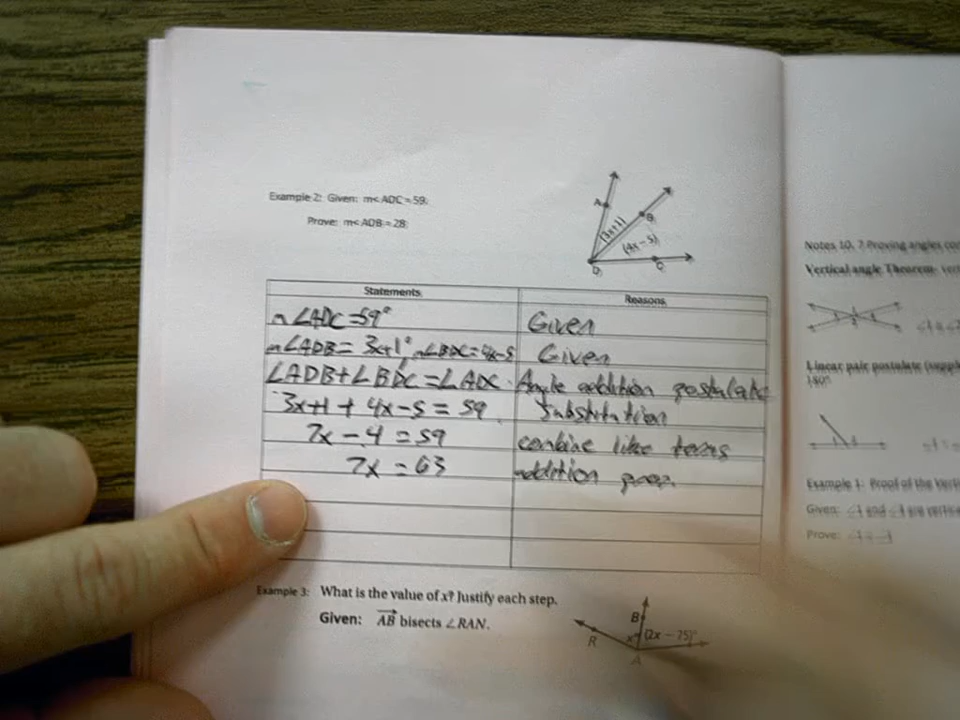 Example 2: Given: m< ADC = 59.
Prove: m< ADB = 28
A
B
(3x+1)
(4x – 5)
D
C
Statements
Reasons
m∠ADC = 59°
Given
m∠ADB = 3x+1°, m∠BDC = 4x-5
Given
∠ADB + ∠BDC = ∠ADC
Angle addition postulate
3x+1 + 4x-5 = 59
Substitution
7x - 4 = 59
combine like terms
7x = 63
addition prop.
Example 3: What is the value of x? Justify each step.
Given: AB bisects ∠RAN.
B
R
x°
(2x – 75)°
A
Notes 10. 7 Proving angles
Vertical angle Theorem-
Linear pair postulate
180°
Example 1: Proof of the
Given:
Prove: